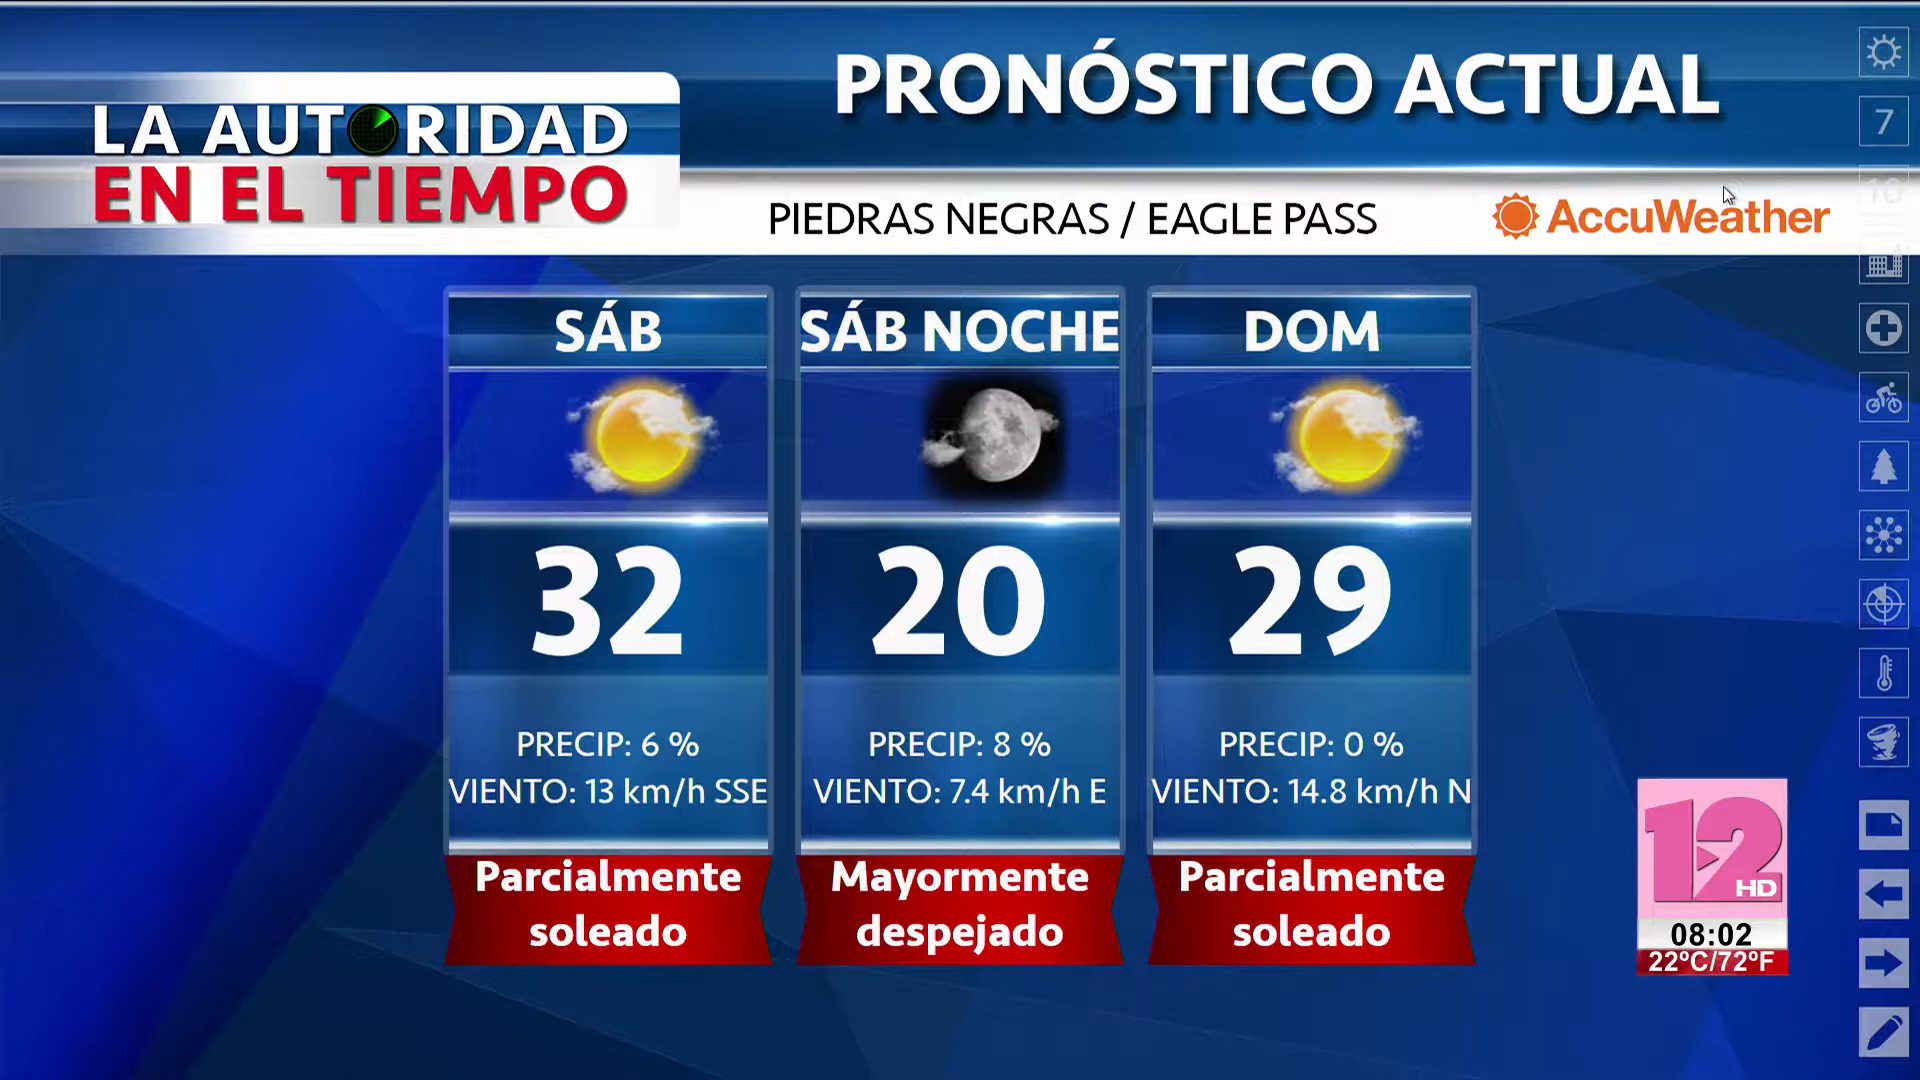 LA AUTORIDAD
EN EL TIEMPO
PRONÓSTICO ACTUAL
PIEDRAS NEGRAS / EAGLE PASS
AccuWeather
7
10
SÁB
32
PRECIP: 6 %
VIENTO: 13 km/h SSE
Parcialmente
soleado
SÁB NOCHE
20
PRECIP: 8 %
VIENTO: 7.4 km/h E
Mayormente
despejado
DOM
29
PRECIP: 0 %
VIENTO: 14.8 km/h N
Parcialmente
soleado
12
HD
08:02
22°C/72°F